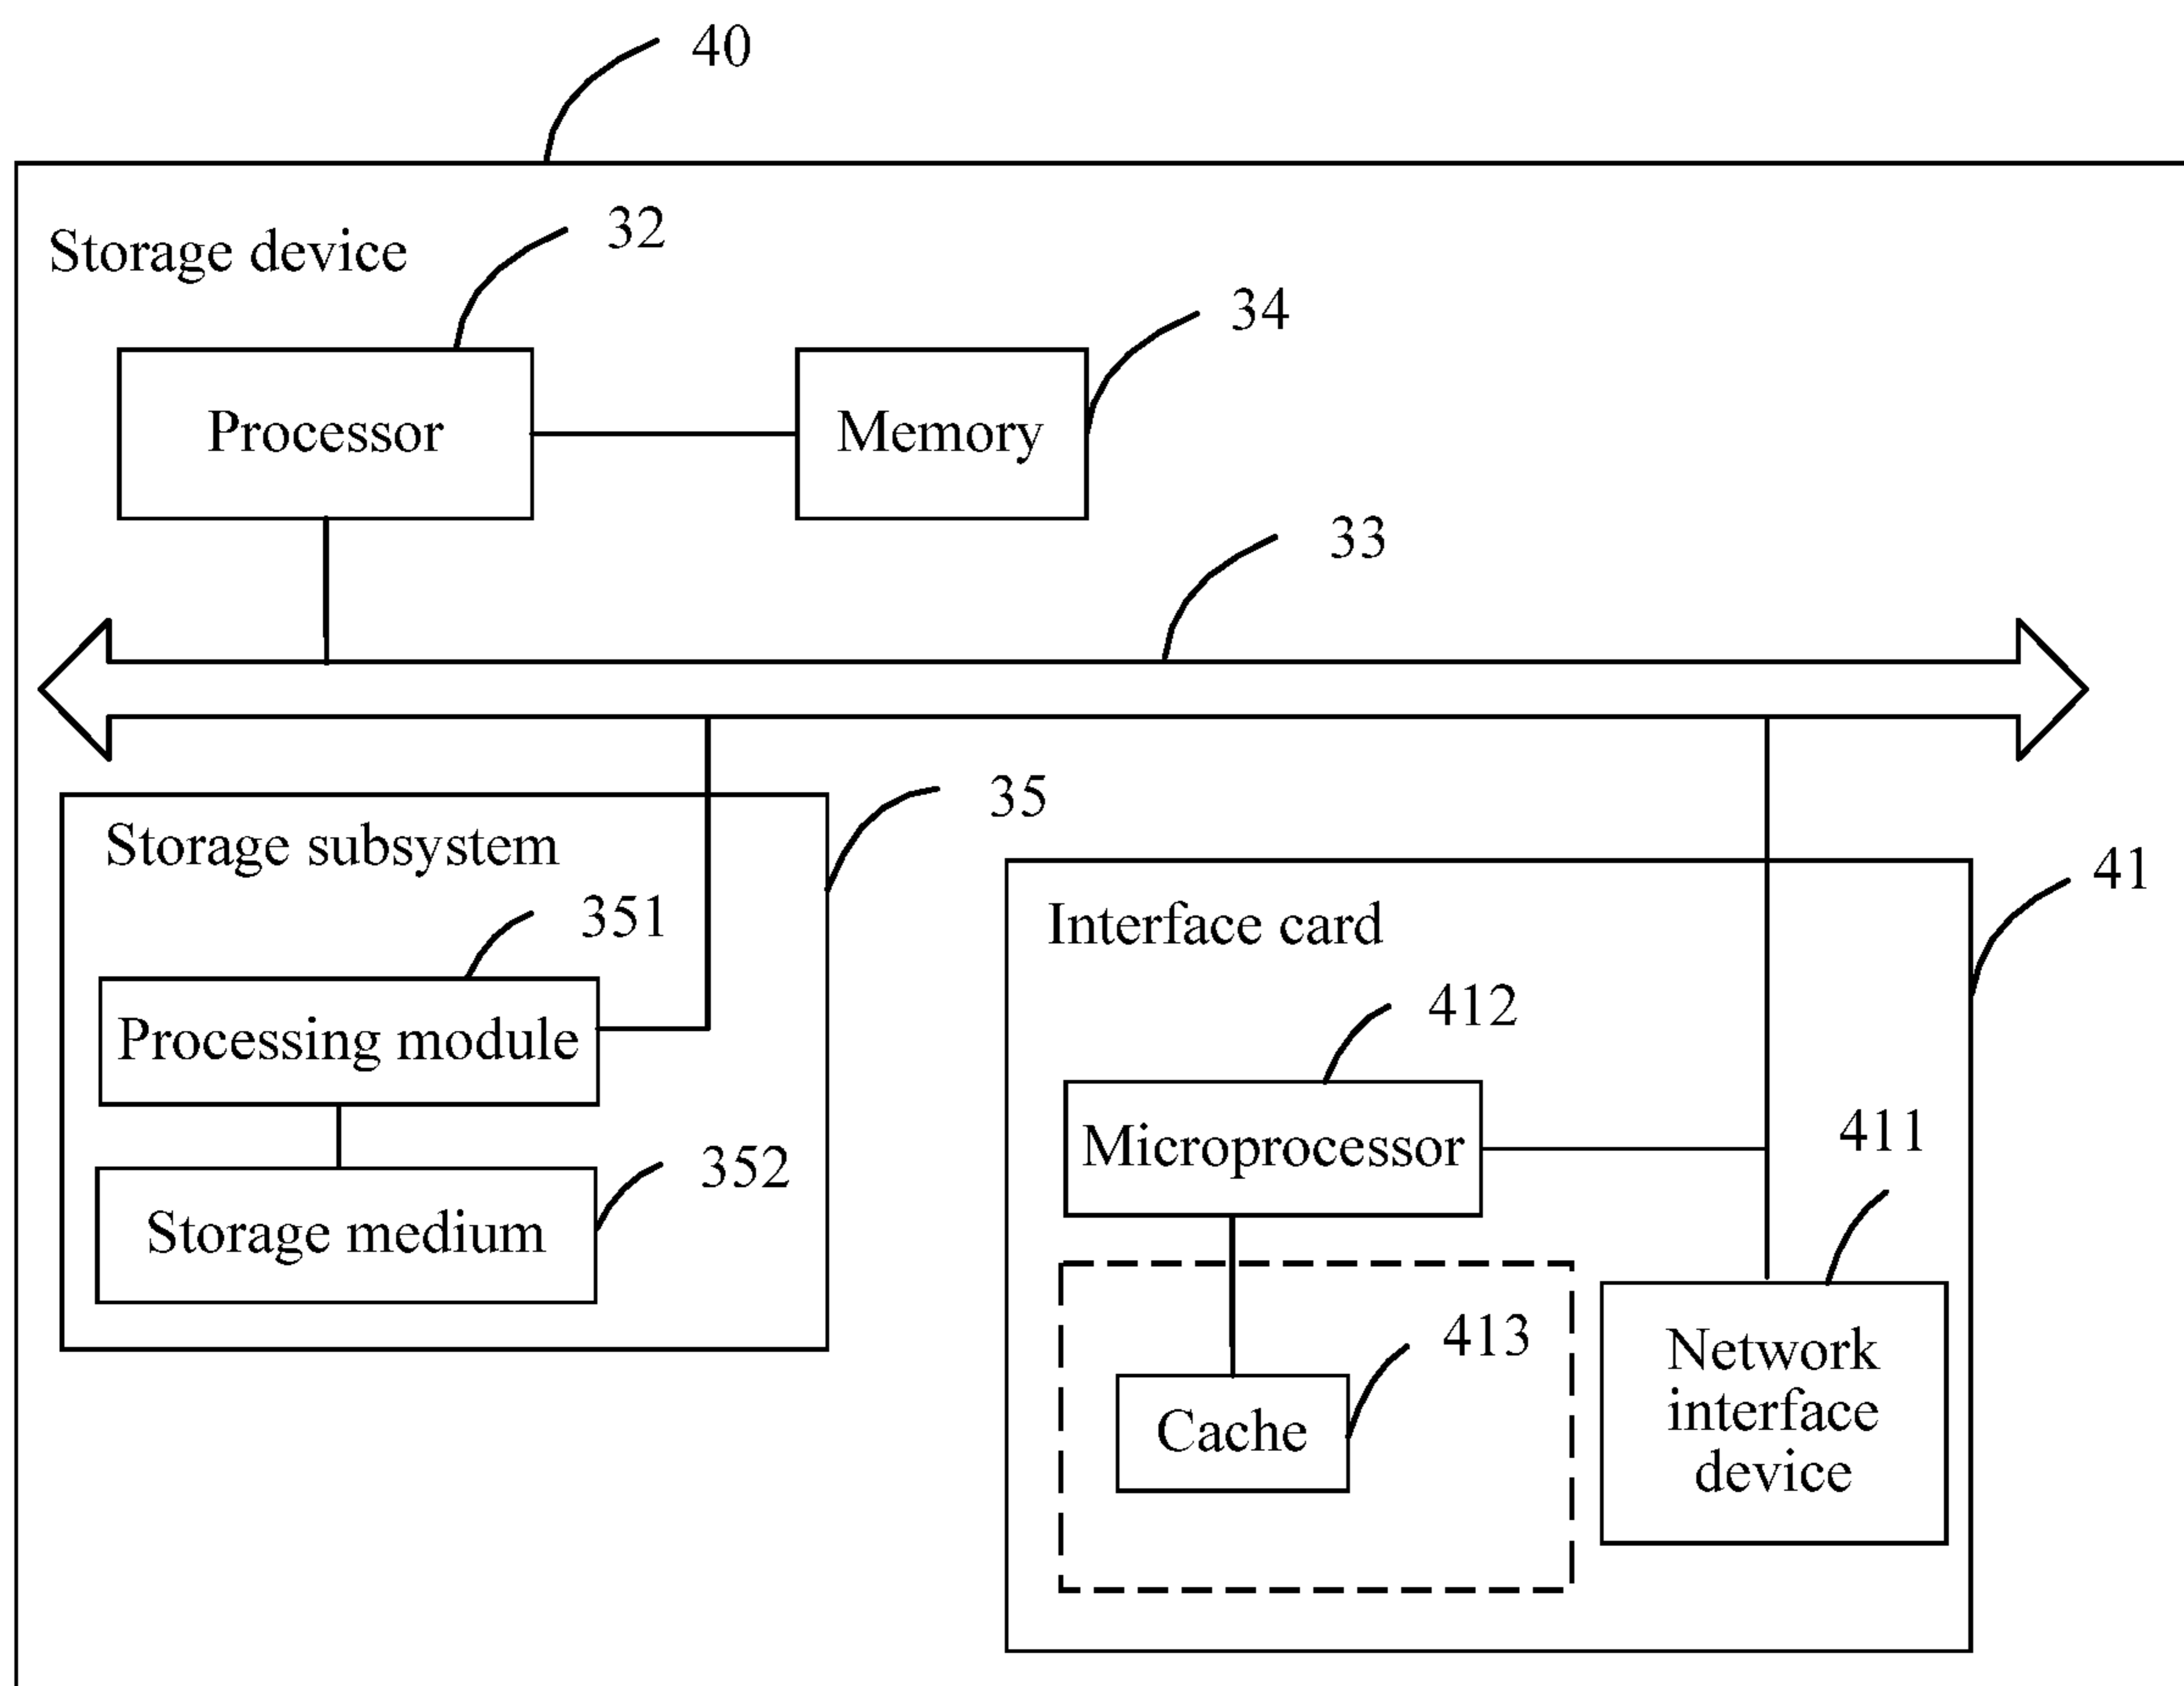 40
Storage device
32
34
Processor
Memory
33
35
Storage subsystem
41
351
Interface card
412
Processing module
411
Microprocessor
352
Storage medium
413
Network
interface
device
Cache